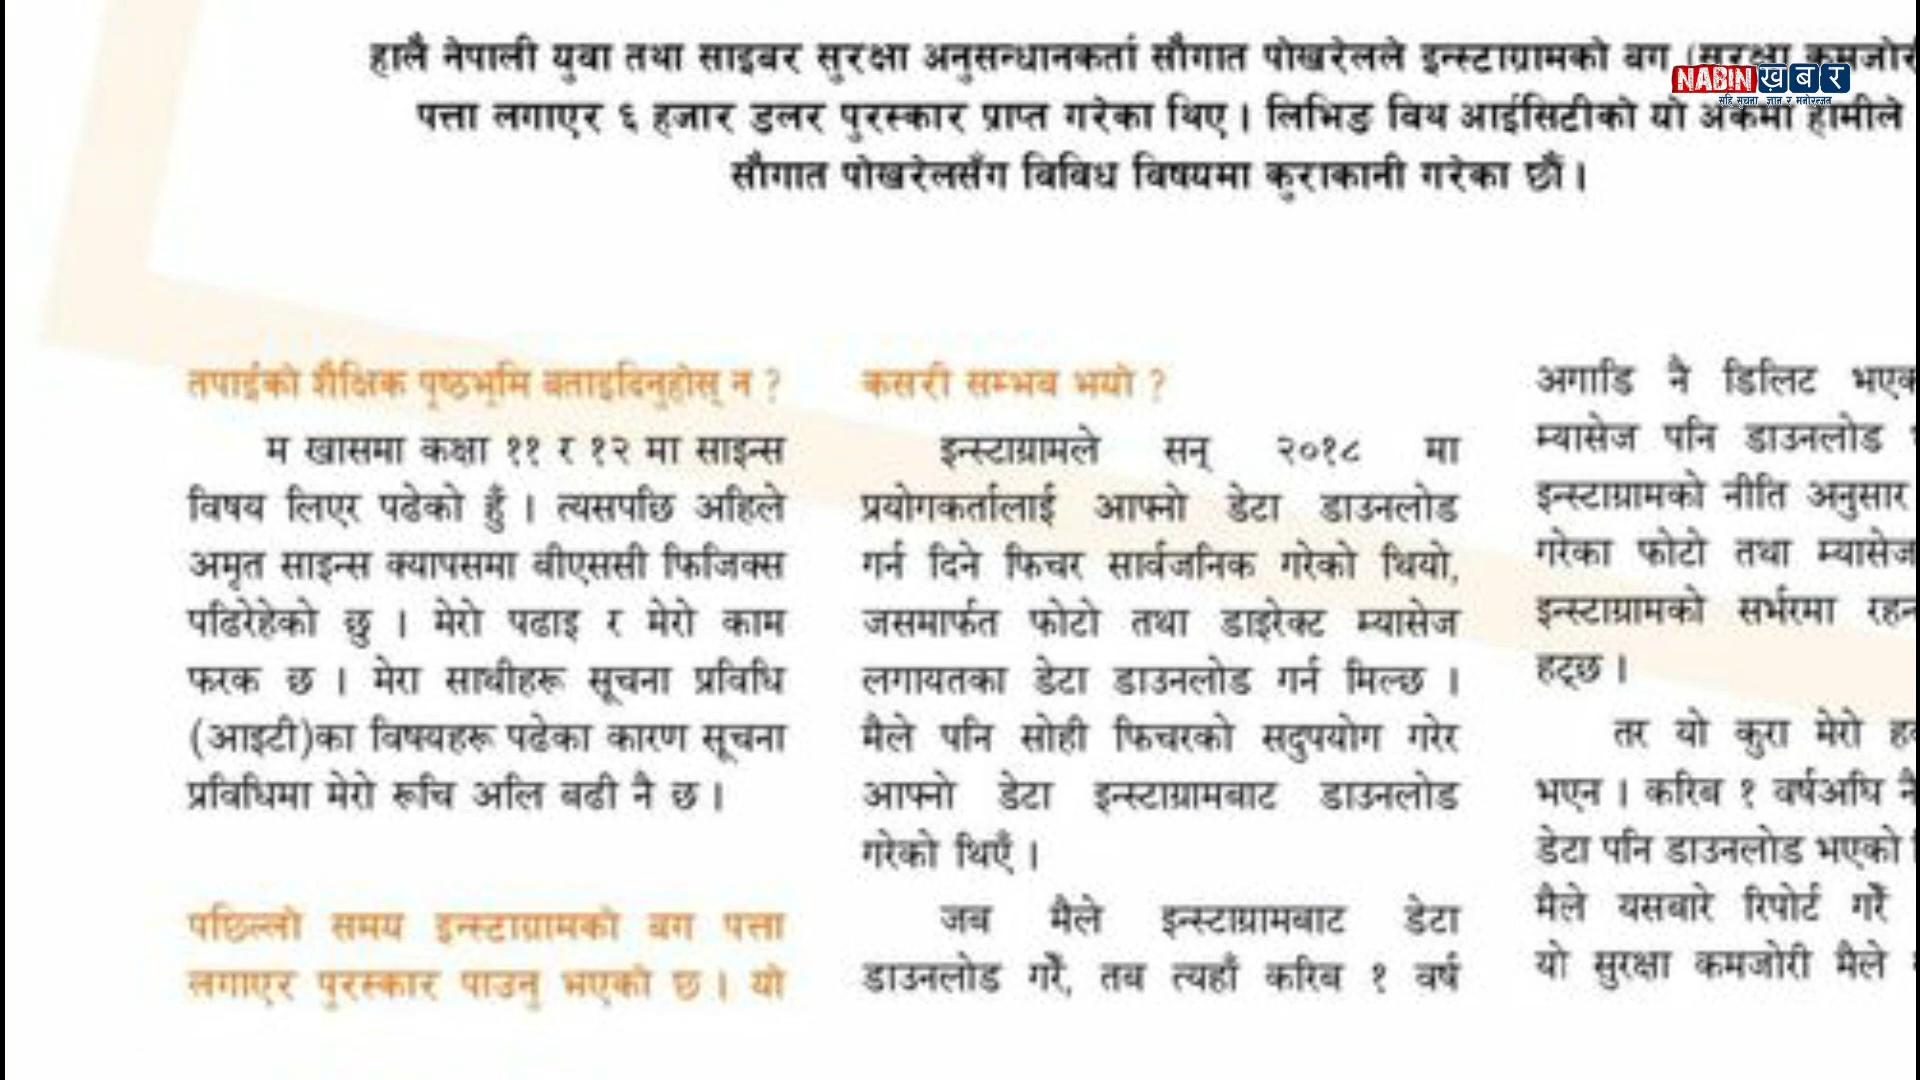 हालै नेपाली युवा तथा साइबर सुरक्षा अनुसन्धानकर्ता सौगात पोखरेलले इन्स्टाग्रामको बग (सुरक्षा कमजोरी
NABIN ख़बर
पत्ता लगाएर ६ हजार डलर पुरस्कार प्राप्त गरेका थिए । लिभिङ विथ आईसिटीको यो अंकमा हामीले
सौगात पोखरेलसँग विविध विषयमा कुराकानी गरेका छौं ।
तपाईको शैक्षिक पृष्ठभूमि बताइदिनुहोस् न ?
म खासमा कक्षा ११ र १२ मा साइन्स
विषय लिएर पढेको हुँ । त्यसपछि अहिले
अमृत साइन्स क्यापसमा बीएससी फिजिक्स
पढिरेहेको छु । मेरो पढाइ र मेरो काम
फरक छ । मेरा साथीहरू सूचना प्रविधि
(आइटी)का विषयहरू पढेका कारण सूचना
प्रविधिमा मेरो रूचि अलि बढी नै छ ।
पछिल्लो समय इन्स्टाग्रामको बग पत्ता
लगाएर पुरस्कार पाउनु भएको छ । यो
कसरी सम्भव भयो ?
इन्स्टाग्रामले सन् २०१८ मा
प्रयोगकर्तालाई आफ्नो डेटा डाउनलोड
गर्न दिने फिचर सार्वजनिक गरेको थियो,
जसमार्फत फोटो तथा डाइरेक्ट म्यासेज
लगायतका डेटा डाउनलोड गर्न मिल्छ ।
मैले पनि सोही फिचरको सदुपयोग गरेर
आफ्नो डेटा इन्स्टाग्रामबाट डाउनलोड
गरेको थिएँ ।
जब मैले इन्स्टाग्रामबाट डेटा
डाउनलोड गरेँ, तब त्यहाँ करिब १ वर्ष
अगाडि नै डिलिट
म्यासेज पनि डाउनलोड
इन्स्टाग्रामको नीति अनुसार
गरेका फोटो तथा म्यासेज
इन्स्टाग्रामको सर्भरमा
हट्छ ।
तर यो कुरा मेरो
भएन । करिब १ वर्षअघि
डेटा पनि डाउनलोड भएको
मैले यसबारे रिपोर्ट गरेँ
यो सुरक्षा कमजोरी मैले